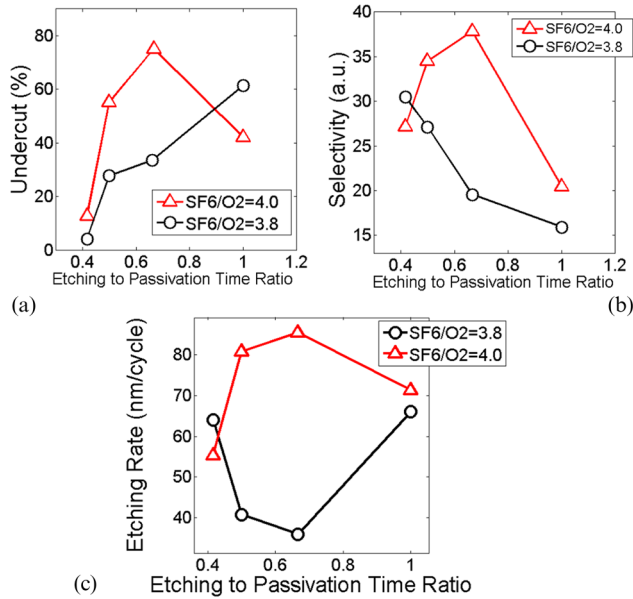 Undercut (%)
80
60
40
20
0
0.4
0.6
0.8
1
1.2
Etching to Passivation Time Ratio
SF6/O2=4.0
SF6/O2=3.8
(a)
Selectivity (a.u.)
40
35
30
25
20
15
0.4
0.6
0.8
1
1.2
Etching to Passivation Time Ratio
SF6/O2=4.0
SF6/O2=3.8
(b)
Etching Rate (nm/cycle)
80
70
60
50
40
0.4
0.6
0.8
1
Etching to Passivation Time Ratio
SF6/O2=3.8
SF6/O2=4.0
(c)